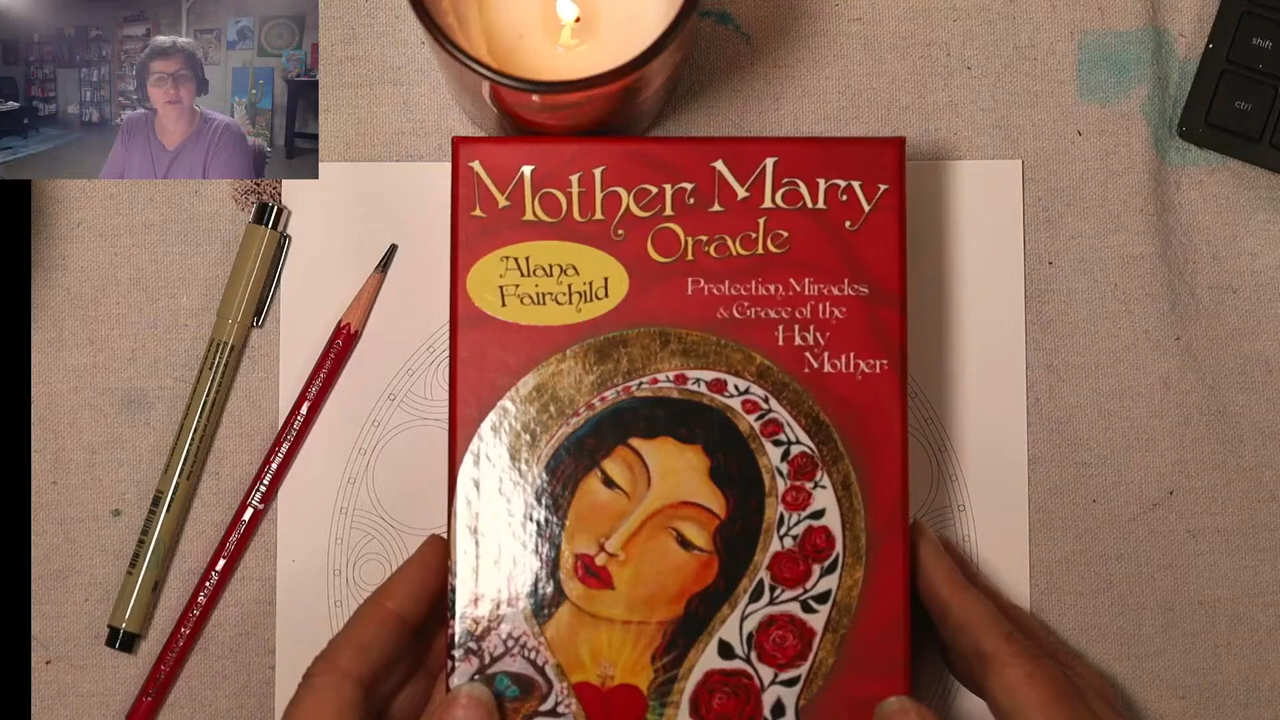 Mother Mary
Oracle
Alana
Fairchild
Protection, Miracles
& Grace of the
Holy
Mother
shift
ctrl